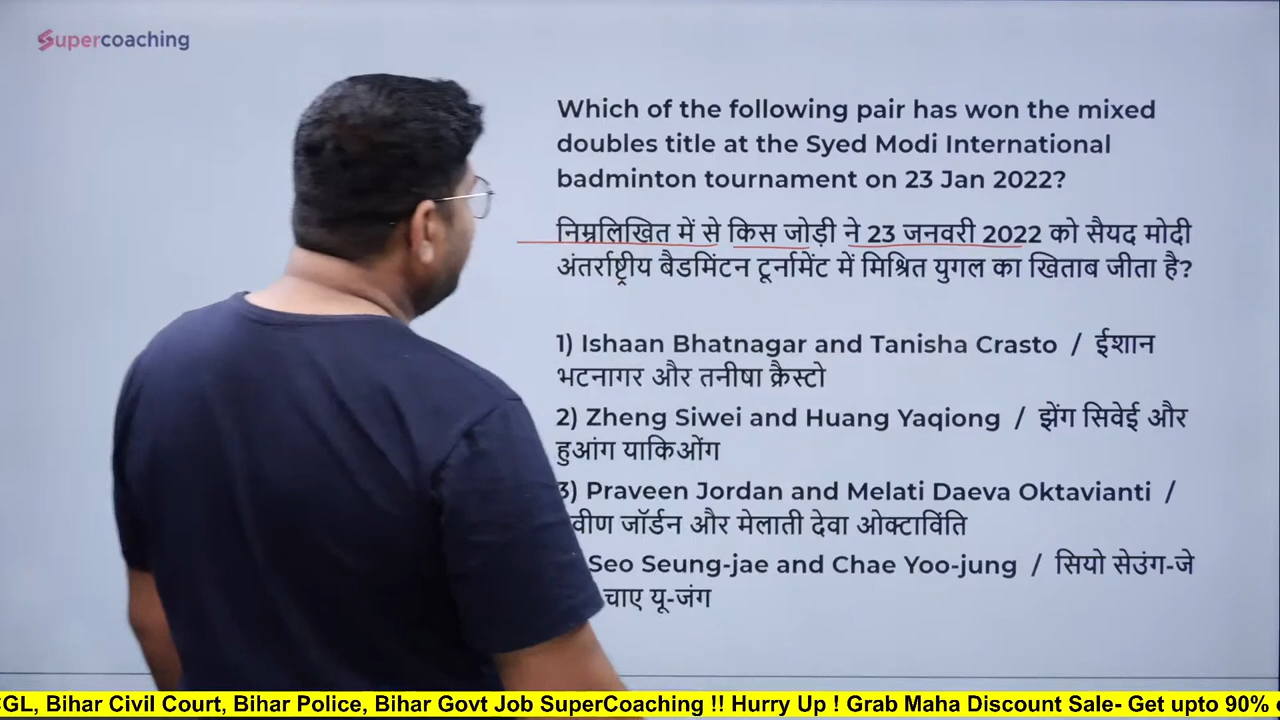 Supercoaching
Which of the following pair has won the mixed
doubles title at the Syed Modi International
badminton tournament on 23 Jan 2022?
निम्नलिखित में से किस जोड़ी ने 23 जनवरी 2022 को सैयद मोदी
अंतर्राष्ट्रीय बैडमिंटन टूर्नामेंट में मिश्रित युगल का खिताब जीता है?
1) Ishaan Bhatnagar and Tanisha Crasto / ईशान
भटनागर और तनीषा क्रैस्टो
2) Zheng Siwei and Huang Yaqiong / झेंग सिवेई और
हुआंग याकिओंग
3) Praveen Jordan and Melati Daeva Oktavianti /
वीण जॉर्डन और मेलाती देवा ओक्टाविंति
Seo Seung-jae and Chae Yoo-jung / सियो सेउंग-जे
चाए यू-जंग
GL, Bihar Civil Court, Bihar Police, Bihar Govt Job SuperCoaching !! Hurry Up ! Grab Maha Discount Sale- Get upto 90%